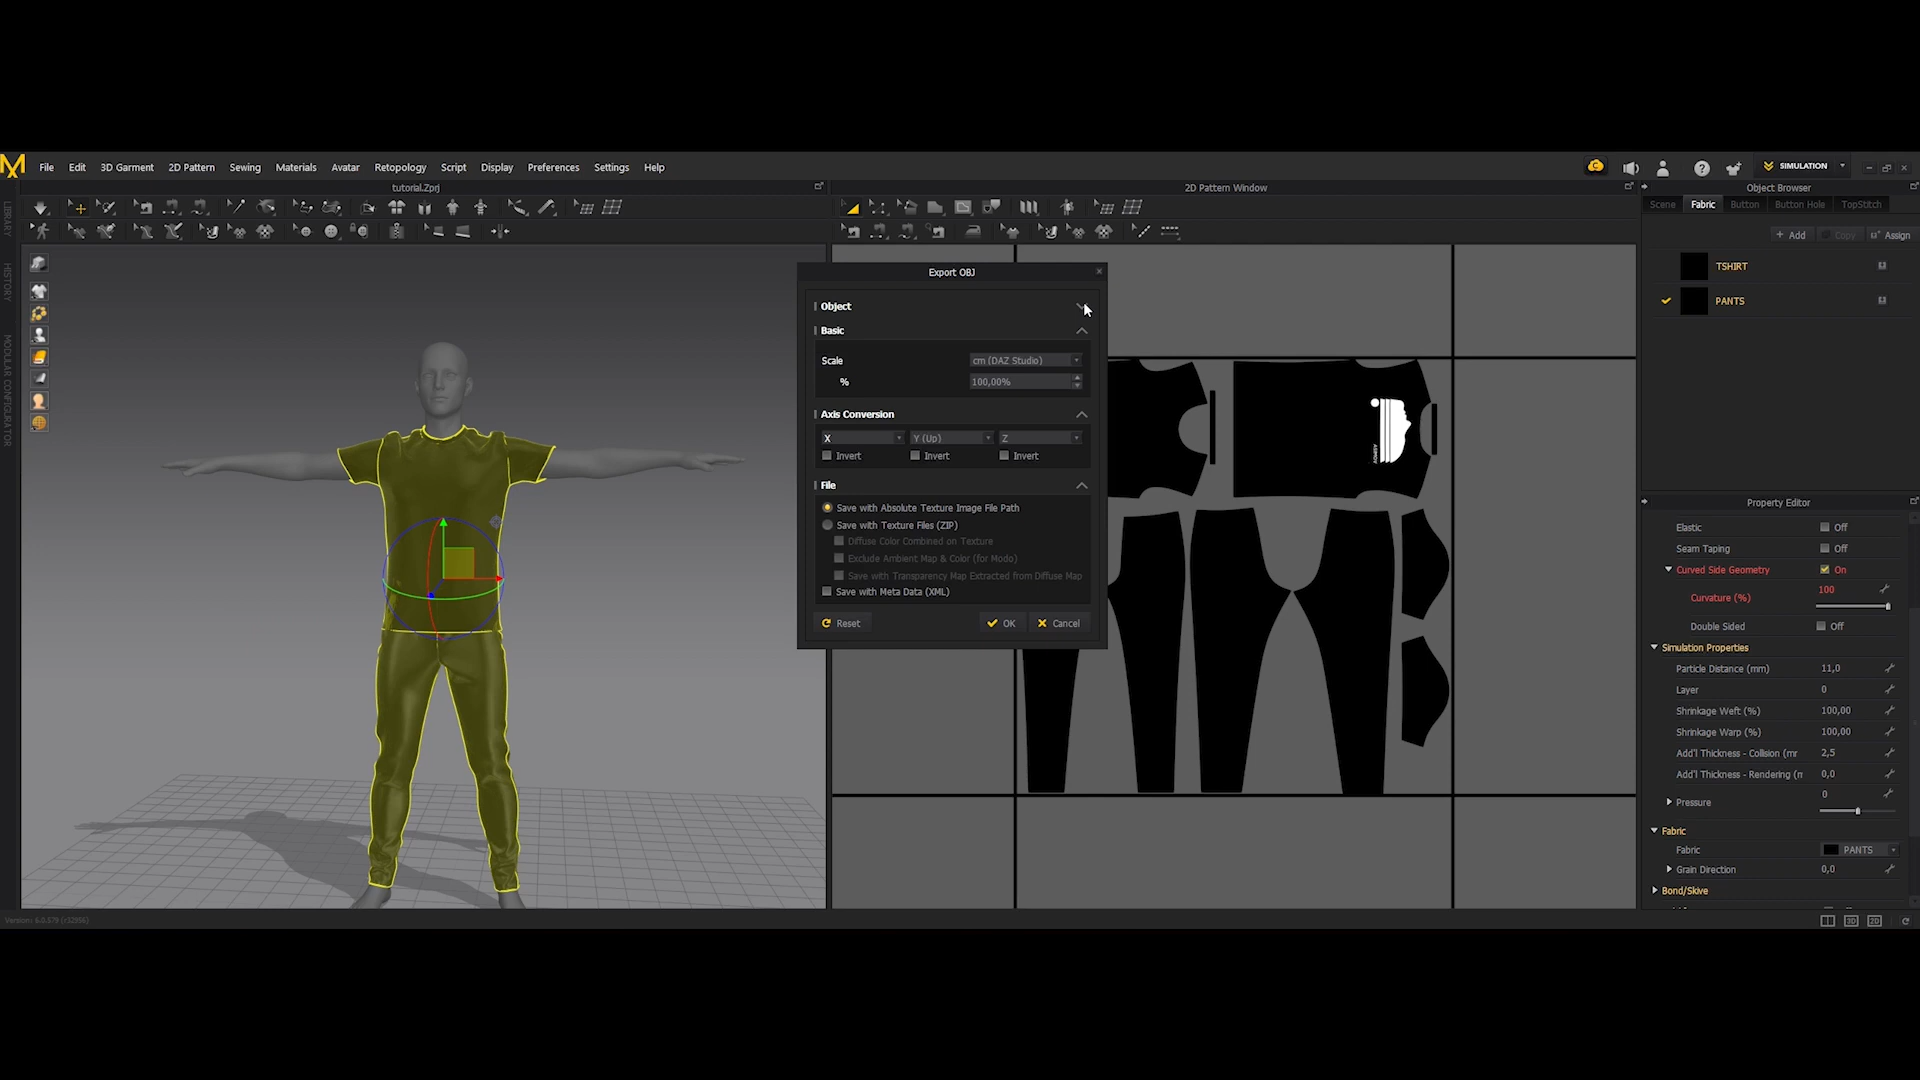 File Edit 3D Garment 2D Pattern Sewing Materials Avatar Retopology Script Display Preferences Settings Help
SIMULATION
tutorial.Zprj
2D Pattern Window
Object Browser
LIBRARY
HISTORY
MODULAR CONFIGURATOR
Scene Fabric Button Button Hole TopStitch
+ Add Copy Assign
TSHIRT
PANTS
Export OBJ
Object
Basic
Scale cm (DAZ Studio)
% 100,00%
Axis Conversion
X Y (Up) Z
Invert Invert Invert
File
Save with Absolute Texture Image File Path
Save with Texture Files (ZIP)
Diffuse Color Combined on Texture
Exclude Ambient Map & Color (for Modo)
Save with Transparency Map Extracted from Diffuse Map
Save with Meta Data (XML)
Reset OK Cancel
Property Editor
Elastic Off
Seam Taping Off
Curved Side Geometry On
Curvature (%) 100
Double Sided Off
Simulation Properties
Particle Distance (mm) 11,0
Layer 0
Shrinkage Weft (%) 100,00
Shrinkage Warp (%) 100,00
Add'l Thickness - Collision (mr 2,5
Add'l Thickness - Rendering (n 0,0
Pressure 0
Fabric
Fabric PANTS
Grain Direction 0,0
Bond/Skive
3D 2D